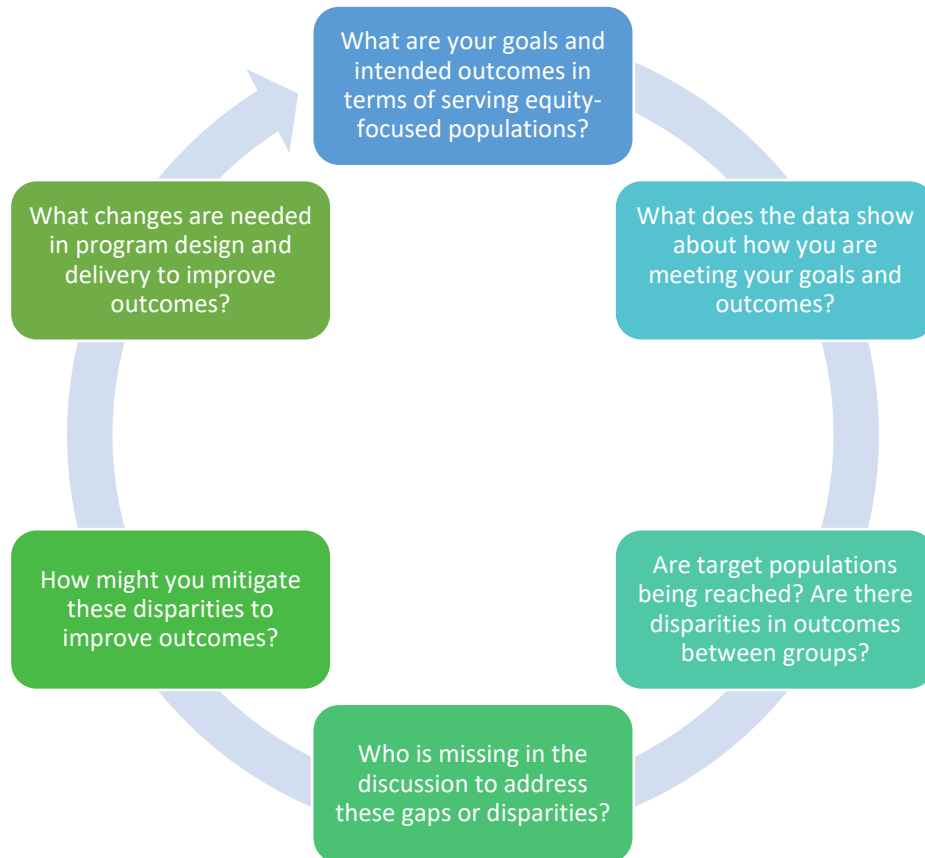 What are your goals and
intended outcomes in
terms of serving equity-
focused populations?
What does the data show
about how you are
meeting your goals and
outcomes?
Are target populations
being reached? Are there
disparities in outcomes
between groups?
Who is missing in the
discussion to address
these gaps or disparities?
How might you mitigate
these disparities to
improve outcomes?
What changes are needed
in program design and
delivery to improve
outcomes?